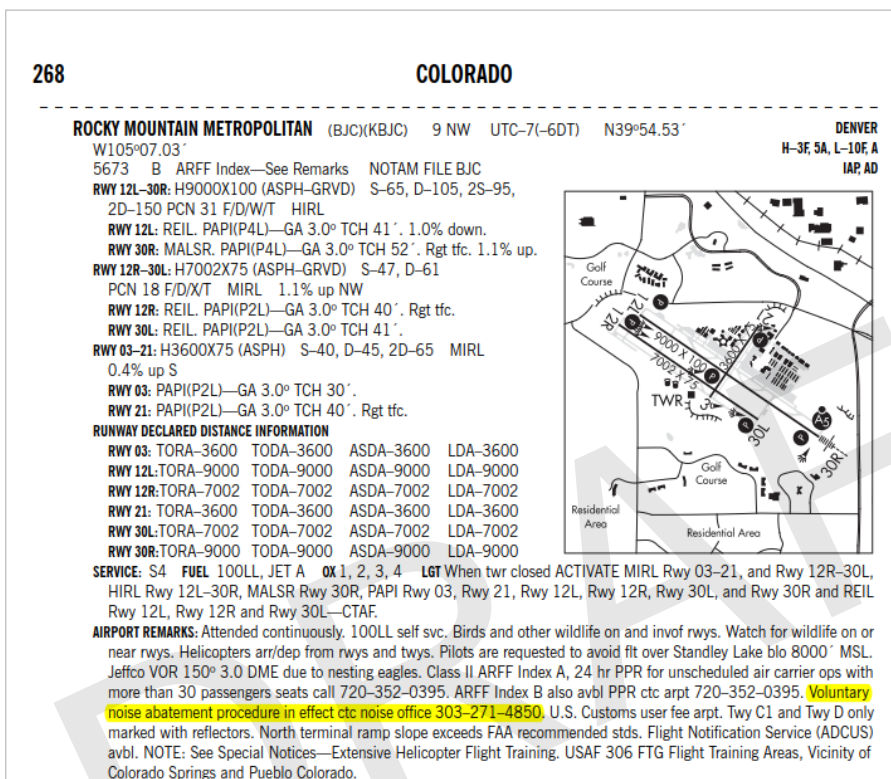 268
COLORADO
ROCKY MOUNTAIN METROPOLITAN (BJC)(KBJC) 9 NW UTC–7(–6DT) N39º54.53´
DENVER
W105º07.03´
H–3F, 5A, L–10F, A
5673 B ARFF Index—See Remarks NOTAM FILE BJC
IAP, AD
RWY 12L–30R: H9000X100 (ASPH–GRVD) S–65, D–105, 2S–95,
2D–150 PCN 31 F/D/W/T HIRL
RWY 12L: REIL. PAPI(P4L)—GA 3.0º TCH 41´. 1.0% down.
RWY 30R: MALSR. PAPI(P4L)—GA 3.0º TCH 52´. Rgt tfc. 1.1% up.
RWY 12R–30L: H7002X75 (ASPH–GRVD) S–47, D–61
PCN 18 F/D/X/T MIRL 1.1% up NW
RWY 12R: REIL. PAPI(P2L)—GA 3.0º TCH 40´. Rgt tfc.
RWY 30L: REIL. PAPI(P2L)—GA 3.0º TCH 41´.
RWY 03–21: H3600X75 (ASPH) S–40, D–45, 2D–65 MIRL
0.4% up S
RWY 03: PAPI(P2L)—GA 3.0º TCH 30´.
RWY 21: PAPI(P2L)—GA 3.0º TCH 40´. Rgt tfc.
RUNWAY DECLARED DISTANCE INFORMATION
RWY 03: TORA–3600 TODA–3600 ASDA–3600 LDA–3600
RWY 12L:TORA–9000 TODA–9000 ASDA–9000 LDA–9000
RWY 12R:TORA–7002 TODA–7002 ASDA–7002 LDA–7002
RWY 21: TORA–3600 TODA–3600 ASDA–3600 LDA–3600
RWY 30L:TORA–7002 TODA–7002 ASDA–7002 LDA–7002
RWY 30R:TORA–9000 TODA–9000 ASDA–9000 LDA–9000
Golf
Course
12L
12R
21
P
P
P
P
P
P
9000 X 100
7002 X 75
TWR
3
30L
A5
30R
Golf
Course
Residential
Area
Residential Area
SERVICE: S4 FUEL 100LL, JET A OX 1, 2, 3, 4 LGT When twr closed ACTIVATE MIRL Rwy 03–21, and Rwy 12R–30L,
HIRL Rwy 12L–30R, MALSR Rwy 30R, PAPI Rwy 03, Rwy 21, Rwy 12L, Rwy 12R, Rwy 30L, and Rwy 30R and REIL
Rwy 12L, Rwy 12R and Rwy 30L—CTAF.
AIRPORT REMARKS: Attended continuously. 100LL self svc. Birds and other wildlife on and invof rwys. Watch for wildlife on or
near rwys. Helicopters arr/dep from rwys and twys. Pilots are requested to avoid flt over Standley Lake blo 8000´ MSL.
Jeffco VOR 150º 3.0 DME due to nesting eagles. Class II ARFF Index A, 24 hr PPR for unscheduled air carrier ops with
more than 30 passengers seats call 720–352–0395. ARFF Index B also avbl PPR ctc arpt 720–352–0395. Voluntary
noise abatement procedure in effect ctc noise office 303–271–4850. U.S. Customs user fee arpt. Twy C1 and Twy D only
marked with reflectors. North terminal ramp slope exceeds FAA recommended stds. Flight Notification Service (ADCUS)
avbl. NOTE: See Special Notices—Extensive Helicopter Flight Training. USAF 306 FTG Flight Training Areas, Vicinity of
Colorado Springs and Pueblo Colorado.